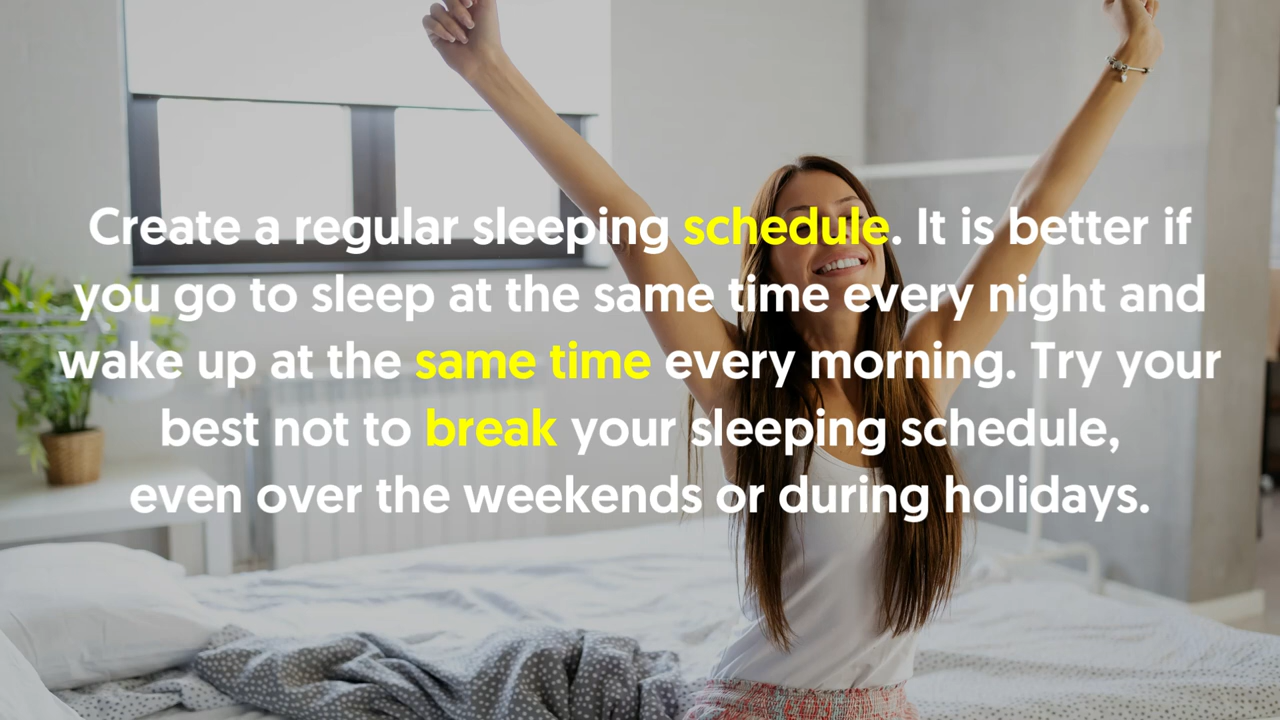 Create a regular sleeping schedule. It is better if
you go to sleep at the same time every night and
wake up at the same time every morning. Try your
best not to break your sleeping schedule,
even over the weekends or during holidays.